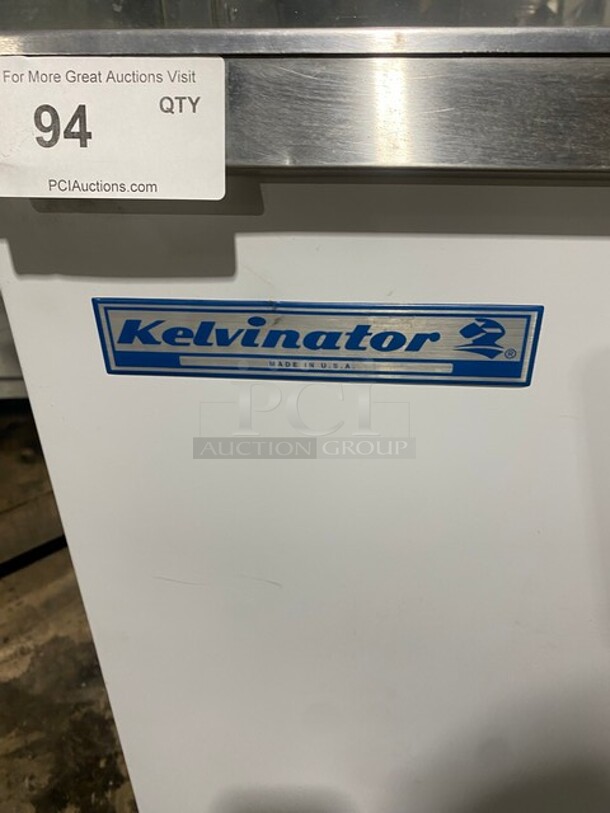 For More Great Auctions Visit
94 QTY
PCIAuctions.com
Kelvinator ®
MADE IN U.S.A.
PCI
AUCTION GROUP